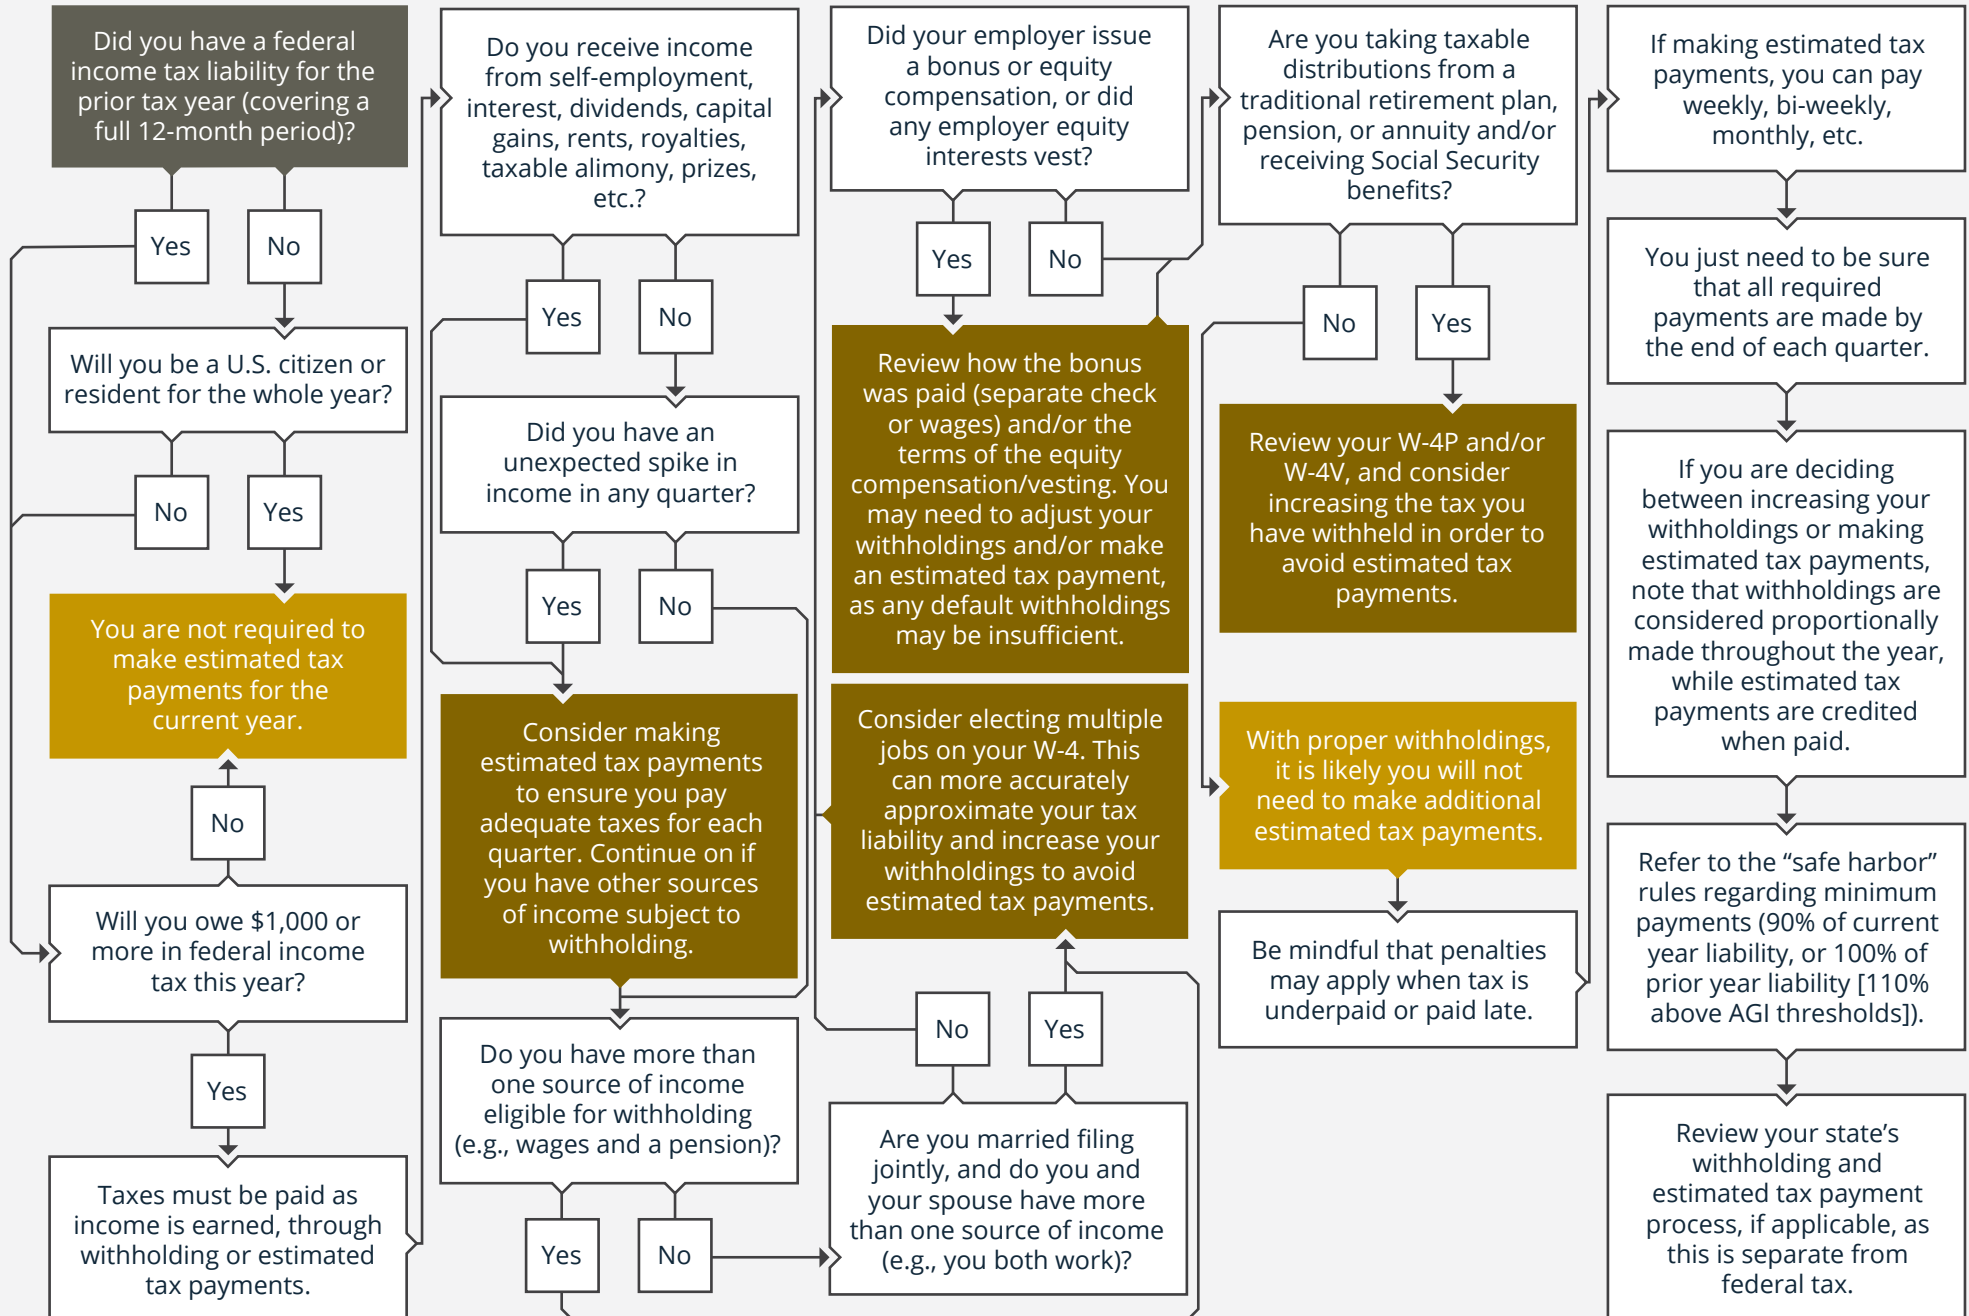 Did you have a federal
income tax liability for the
prior tax year (covering a
full 12-month period)?
Yes
No
Will you be a U.S. citizen or
resident for the whole year?
No
Yes
You are not required to
make estimated tax
payments for the
current year.
No
Will you owe $1,000 or
more in federal income
tax this year?
Yes
Taxes must be paid as
income is earned, through
withholding or estimated
tax payments.
Do you receive income
from self-employment,
interest, dividends, capital
gains, rents, royalties,
taxable alimony, prizes,
etc.?
Yes
No
Did you have an
unexpected spike in
income in any quarter?
Yes
No
Consider making
estimated tax payments
to ensure you pay
adequate taxes for each
quarter. Continue on if
you have other sources
of income subject to
withholding.
Do you have more than
one source of income
eligible for withholding
(e.g., wages and a pension)?
Yes
No
Did your employer issue
a bonus or equity
compensation, or did
any employer equity
interests vest?
Yes
No
Review how the bonus
was paid (separate check
or wages) and/or the
terms of the equity
compensation/vesting. You
may need to adjust your
withholdings and/or make
an estimated tax payment,
as any default withholdings
may be insufficient.
Consider electing multiple
jobs on your W-4. This
can more accurately
approximate your tax
liability and increase your
withholdings to avoid
estimated tax payments.
No
Yes
Are you married filing
jointly, and do you and
your spouse have more
than one source of income
(e.g., you both work)?
Are you taking taxable
distributions from a
traditional retirement plan,
pension, or annuity and/or
receiving Social Security
benefits?
No
Yes
Review your W-4P and/or
W-4V, and consider
increasing the tax you
have withheld in order to
avoid estimated tax
payments.
With proper withholdings,
it is likely you will not
need to make additional
estimated tax payments.
Be mindful that penalties
may apply when tax is
underpaid or paid late.
If making estimated tax
payments, you can pay
weekly, bi-weekly,
monthly, etc.
You just need to be sure
that all required
payments are made by
the end of each quarter.
If you are deciding
between increasing your
withholdings or making
estimated tax payments,
note that withholdings are
considered proportionally
made throughout the year,
while estimated tax
payments are credited
when paid.
Refer to the “safe harbor”
rules regarding minimum
payments (90% of current
year liability, or 100% of
prior year liability [110%
above AGI thresholds]).
Review your state’s
withholding and
estimated tax payment
process, if applicable, as
this is separate from
federal tax.